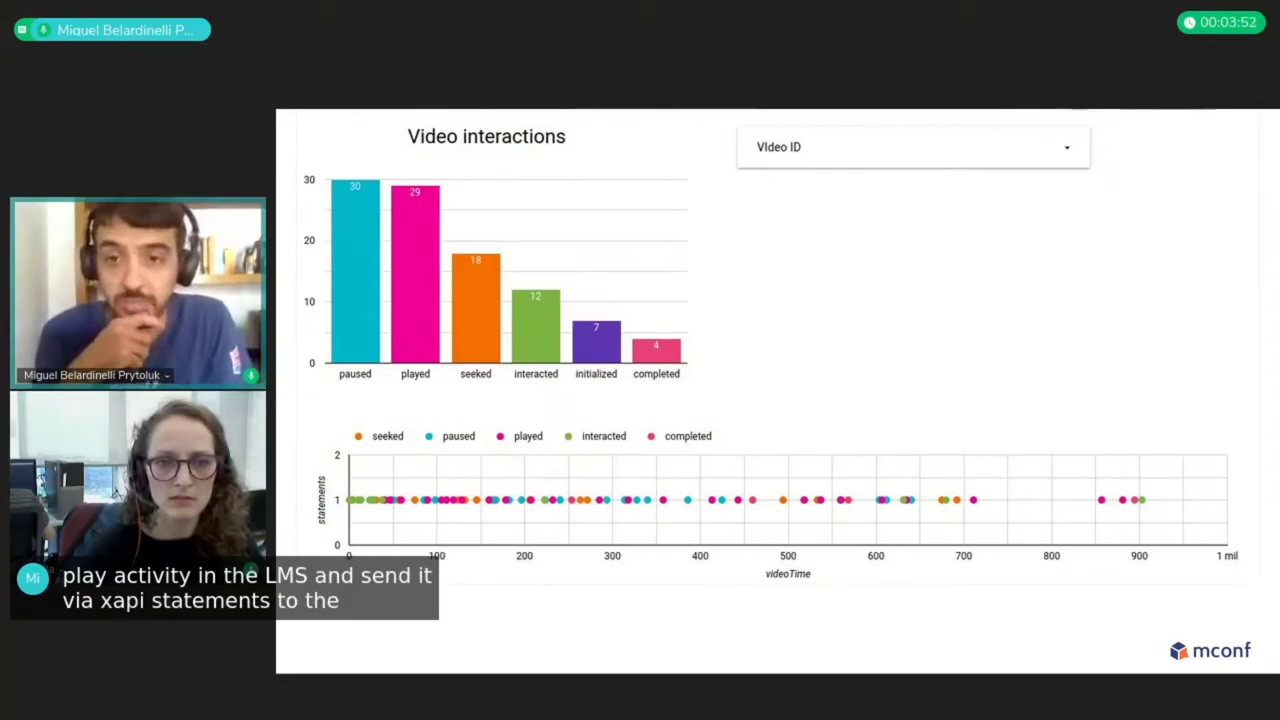 Miguel Belardinelli P...
00:03:52
Video interactions
VIdeo ID
30
20
10
0
30
29
18
12
7
4
paused
played
seeked
interacted
initialized
completed
Miguel Belardinelli Prytoluk
seeked
paused
played
interacted
completed
2
1
0
statements
0
100
200
300
400
500
600
700
800
900
1 mil
videoTime
Mi
play activity in the LMS and send it
via xapi statements to the
mconf